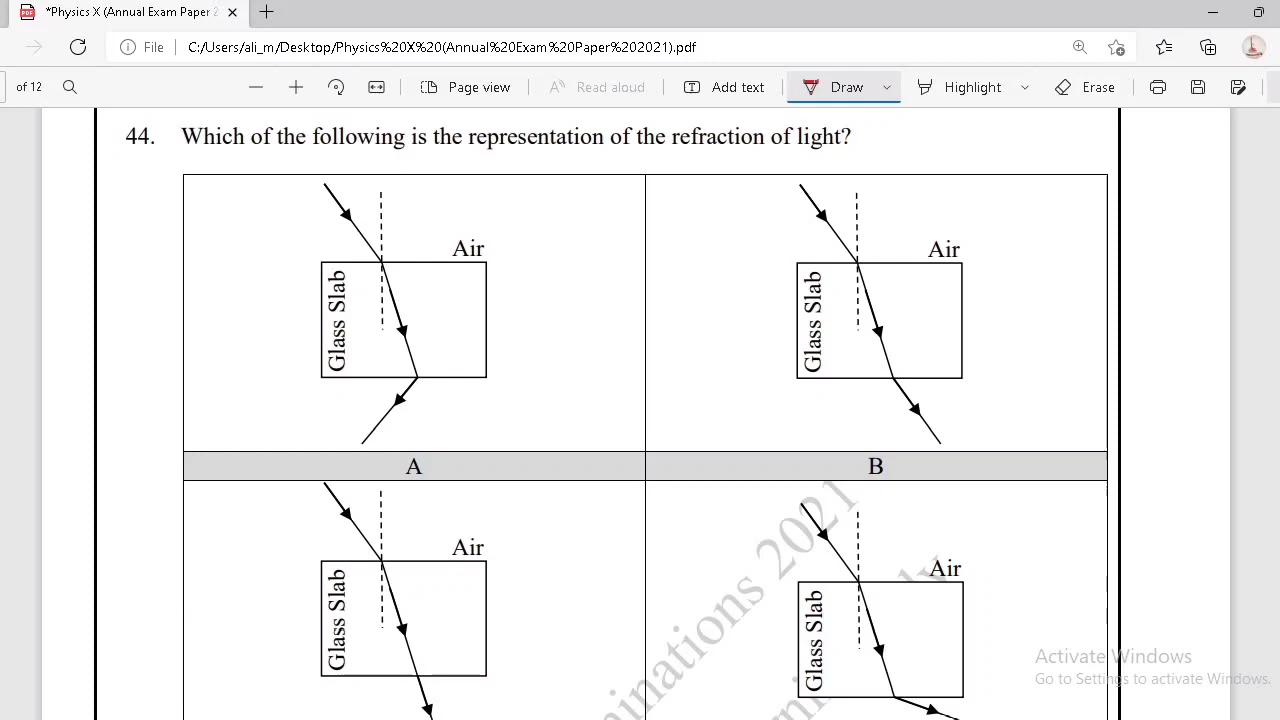 *Physics X (Annual Exam Paper 2
File
C:/Users/ali_m/Desktop/Physics%20X%20(Annual%20Exam%20Paper%202021).pdf
of 12
Page view
Read aloud
Add text
Draw
Highlight
Erase
44. Which of the following is the representation of the refraction of light?
Air
Glass Slab
Air
Glass Slab
A
B
Air
Glass Slab
Air
Glass Slab
2021
Activate Windows
Go to Settings to activate Windows.